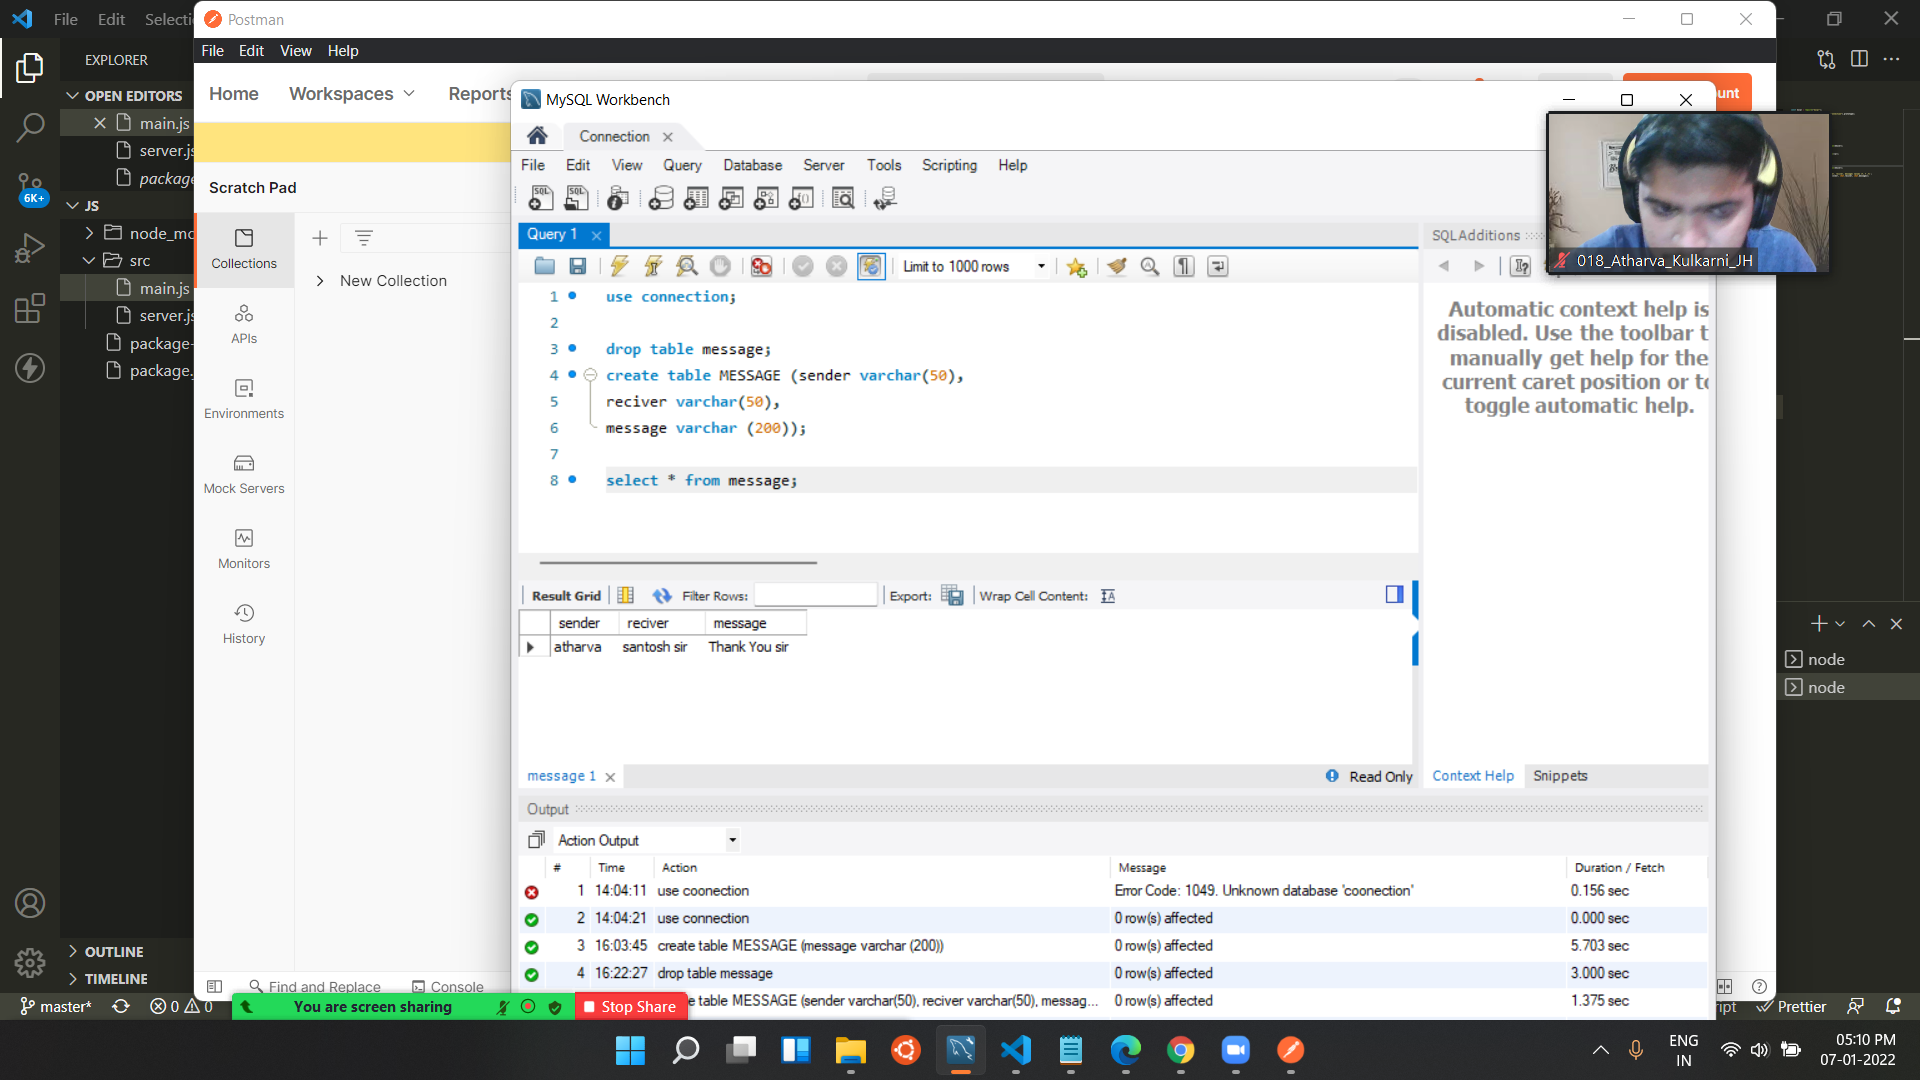 File Edit Selecti
EXPLORER
OPEN EDITORS
main.js
server.js
package
6K+
JS
node_mo
src
main.js
server.js
package-
package.
OUTLINE
TIMELINE
master*
0 0
Postman
File Edit View Help
Home Workspaces Reports
unt
Scratch Pad
Collections
APIs
Environments
Mock Servers
Monitors
History
New Collection
Find and Replace Console
MySQL Workbench
Connection
File Edit View Query Database Server Tools Scripting Help
Query 1
Limit to 1000 rows
1 use connection;
2
3 drop table message;
4 create table MESSAGE (sender varchar(50),
5 reciver varchar(50),
6 message varchar (200));
7
8 select * from message;
SQLAdditions
018_Atharva_Kulkarni_JH
Automatic context help is
disabled. Use the toolbar t
manually get help for the
current caret position or to
toggle automatic help.
Result Grid Filter Rows: Export: Wrap Cell Content:
sender reciver message
atharva santosh sir Thank You sir
message 1
Read Only
Context Help Snippets
Output
Action Output
# Time Action Message Duration / Fetch
1 14:04:11 use coonection Error Code: 1049. Unknown database 'coonection' 0.156 sec
2 14:04:21 use connection 0 row(s) affected 0.000 sec
3 16:03:45 create table MESSAGE (message varchar (200)) 0 row(s) affected 5.703 sec
4 16:22:27 drop table message 0 row(s) affected 3.000 sec
e table MESSAGE (sender varchar(50), reciver varchar(50), messag... 0 row(s) affected 1.375 sec
You are screen sharing Stop Share
node
node
ipt Prettier
ENG
IN
05:10 PM
07-01-2022